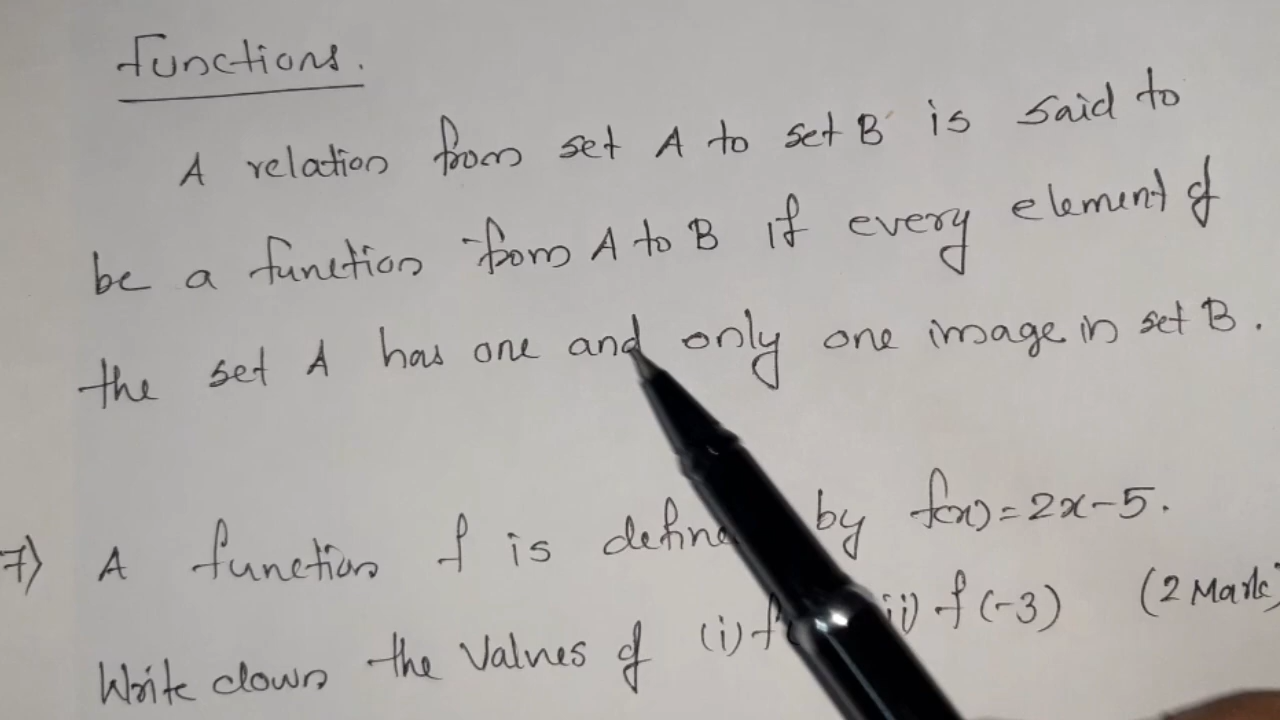 Functions.
A relation from set A to set B is said to
be a function from A to B if every element of
the set A has one and only one image in set B.
7) A function f is define by f(x) = 2x-5.
Write down the values of (i) f ii) f(-3) (2 Mark